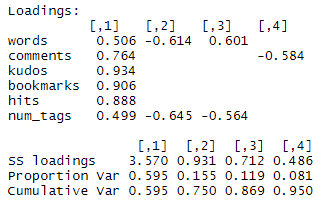 Loadings:
          [,1]   [,2]   [,3]   [,4]
words      0.506 -0.614  0.601
comments   0.764               -0.584
kudos      0.934
bookmarks  0.906
hits       0.888
num_tags   0.499 -0.645 -0.564
                [,1]  [,2]  [,3]  [,4]
SS loadings    3.570 0.931 0.712 0.486
Proportion Var 0.595 0.155 0.119 0.081
Cumulative Var 0.595 0.750 0.869 0.950